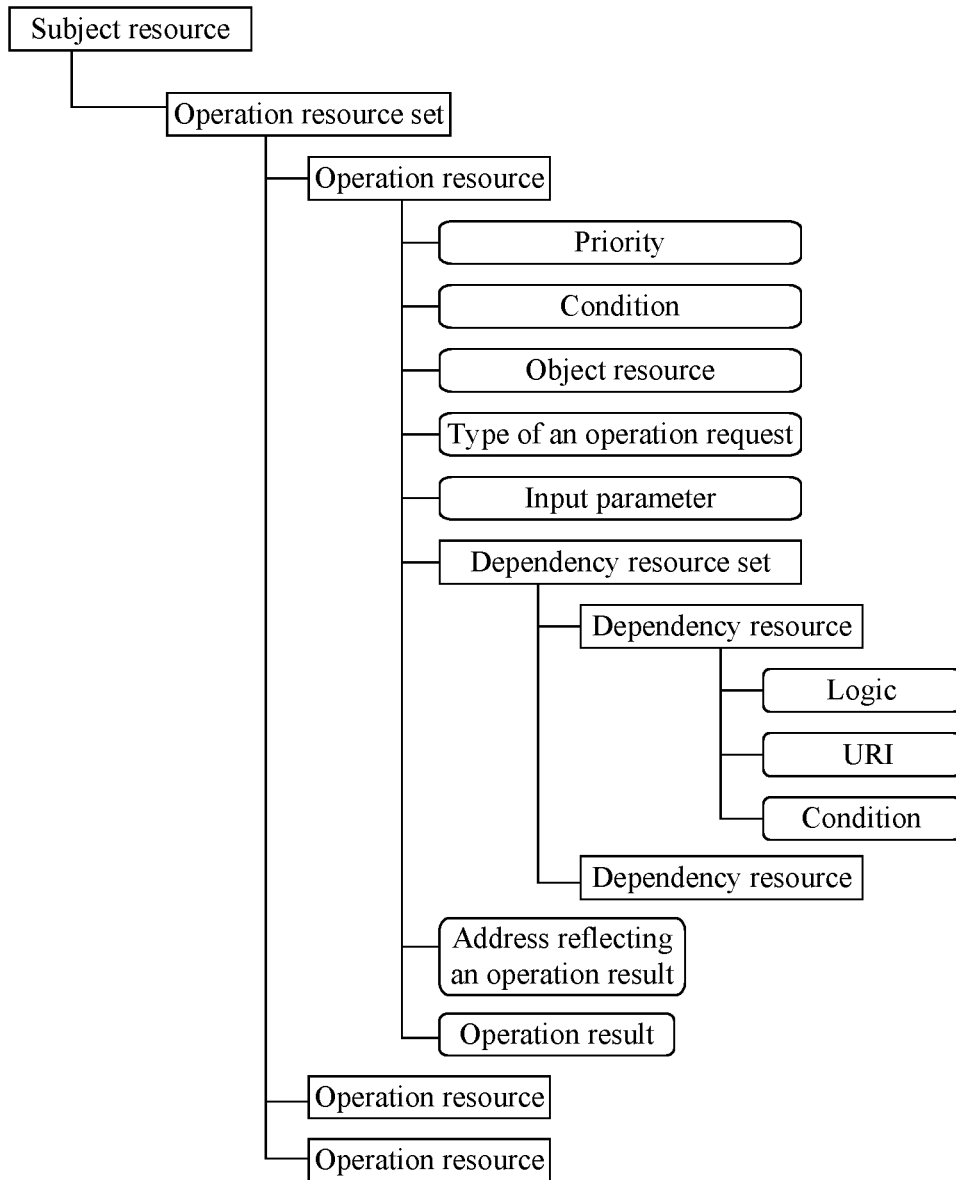 Subject resource
Operation resource set
Operation resource
Priority
Condition
Object resource
Type of an operation request
Input parameter
Dependency resource set
Dependency resource
Logic
URI
Condition
Dependency resource
Address reflecting
an operation result
Operation result
Operation resource
Operation resource